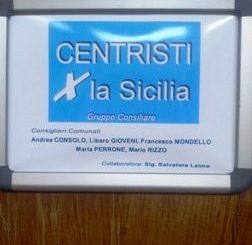 CENTRISTI
X la Sicilia
Gruppo Consiliare
Consiglieri Comunali
Andrea CONSOLO, Libero GIOVENI, Francesco MONDELLO
Maria PERRONE, Mario RIZZO
Collaboratore: Sig. Salvatore Laimo